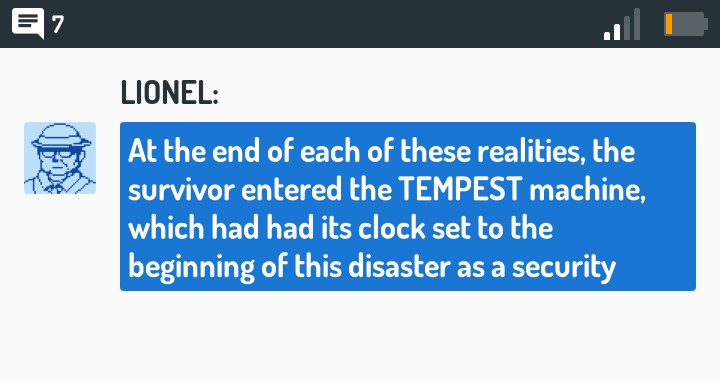 7
LIONEL:
At the end of each of these realities, the
survivor entered the TEMPEST machine,
which had had its clock set to the
beginning of this disaster as a security